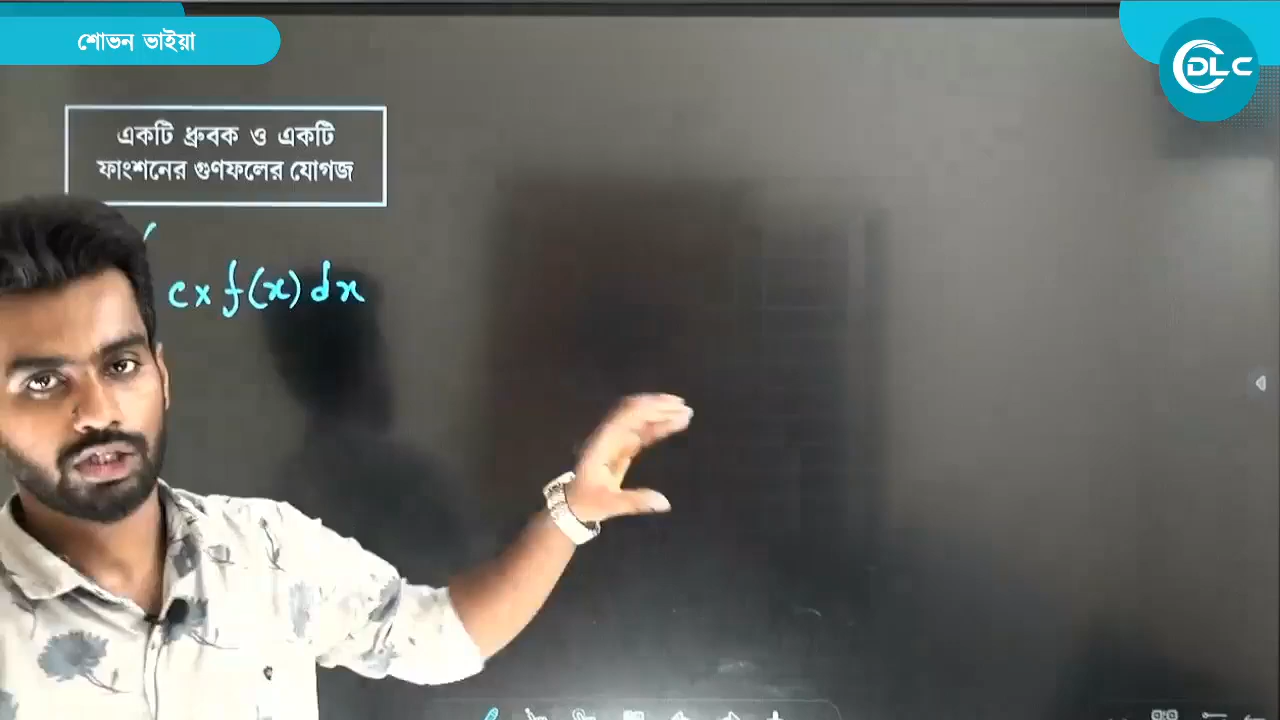 শোভন ভাইয়া
DLC
একটি ধ্রুবক ও একটি
ফাংশনের গুণফলের যোগজ
c x f(x) dx